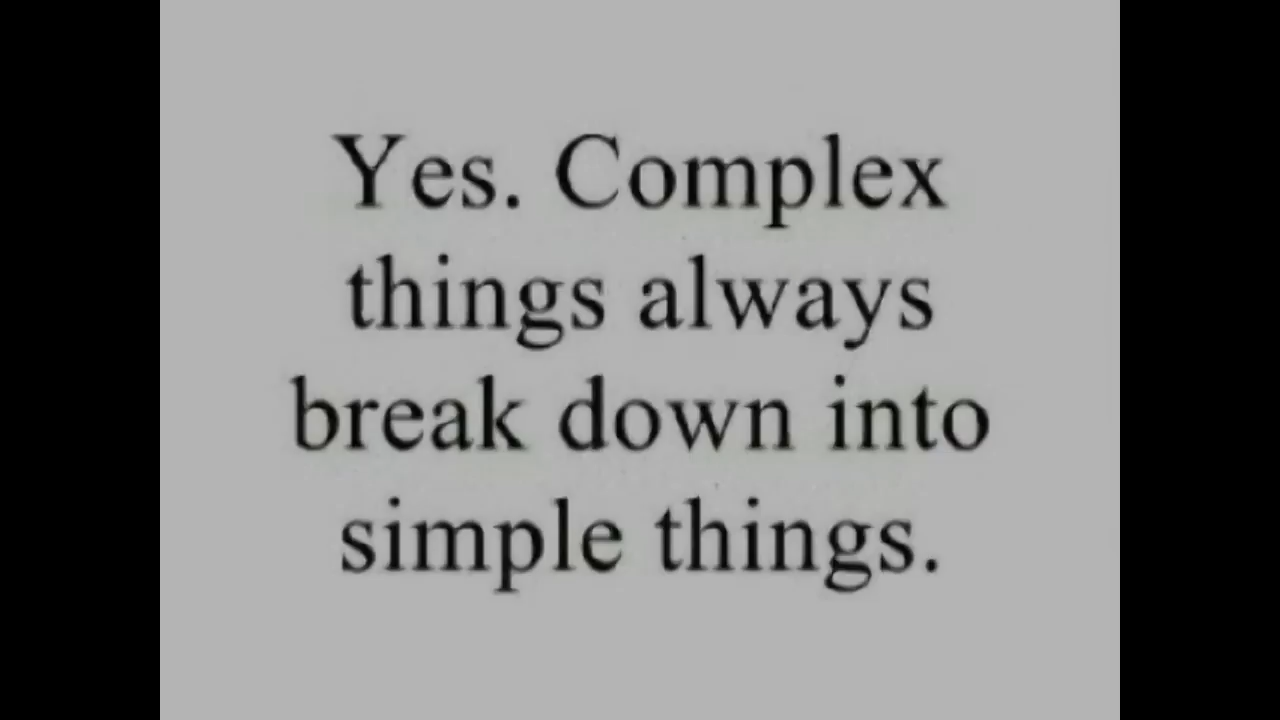 Yes. Complex
things always
break down into
simple things.